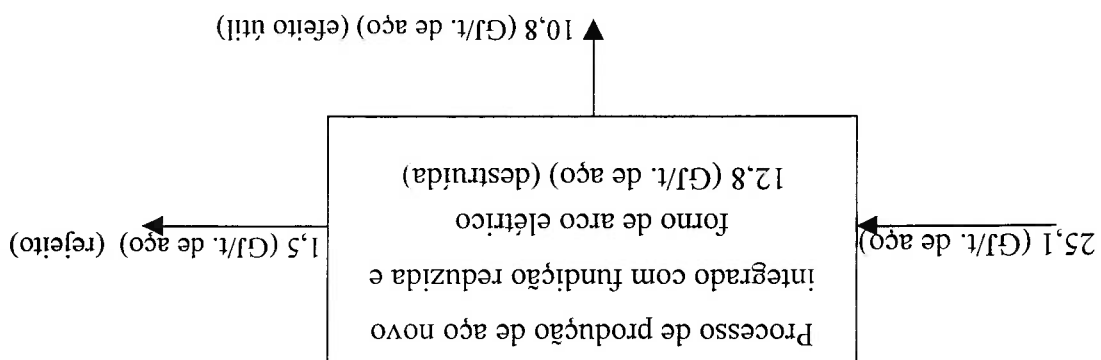 Processo de produção de aço novo
integrado com fundição reduzida e
forno de arco elétrico
12,8 (GJ/t. de aço) (destruída)
25,1 (GJ/t. de aço)
1,5 (GJ/t. de aço) (rejeito)
10,8 (GJ/t. de aço) (efeito útil)